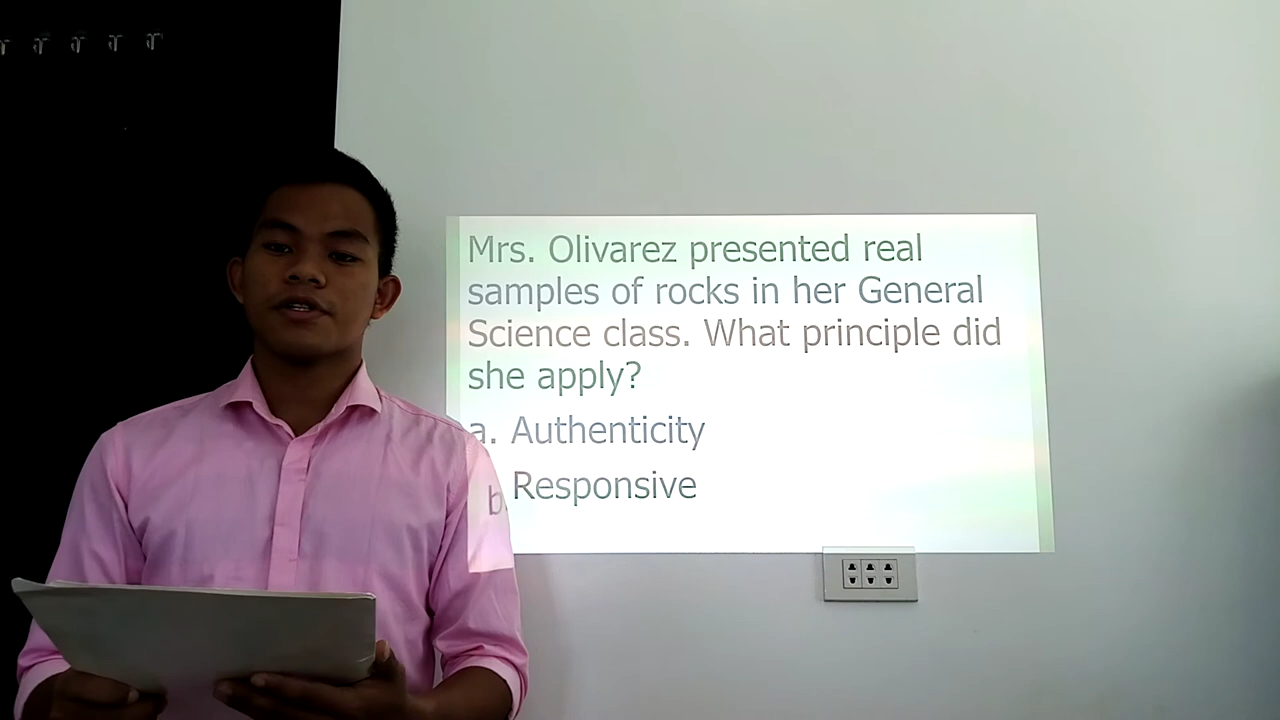 Mrs. Olivarez presented real
samples of rocks in her General
Science class. What principle did
she apply?
a. Authenticity
b. Responsive